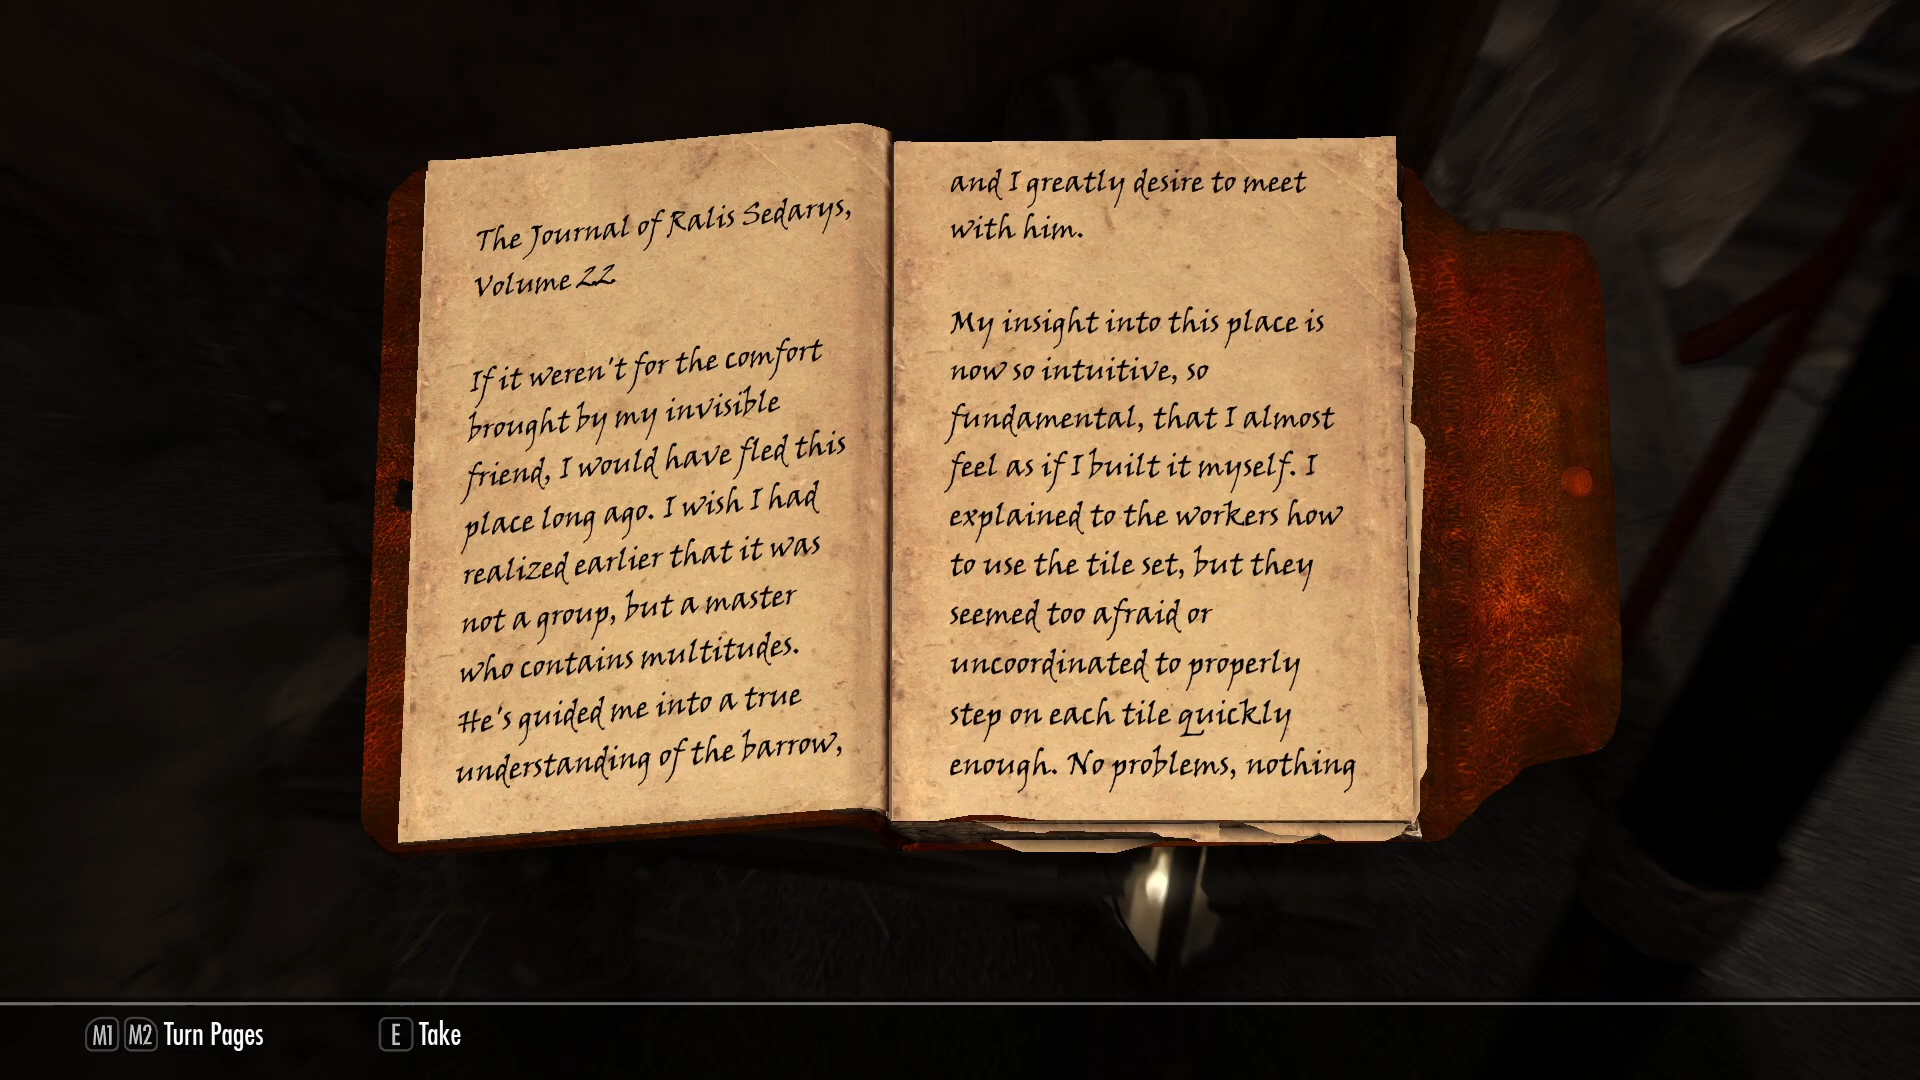 The Journal of Ralis Sedarys,
Volume 22
If it weren't for the comfort
brought by my invisible
friend, I would have fled this
place long ago. I wish I had
realized earlier that it was
not a group, but a master
who contains multitudes.
He's guided me into a true
understanding of the barrow,
and I greatly desire to meet
with him.
My insight into this place is
now so intuitive, so
fundamental, that I almost
feel as if I built it myself. I
explained to the workers how
to use the tile set, but they
seemed too afraid or
uncoordinated to properly
step on each tile quickly
enough. No problems, nothing
M1 M2 Turn Pages
E Take